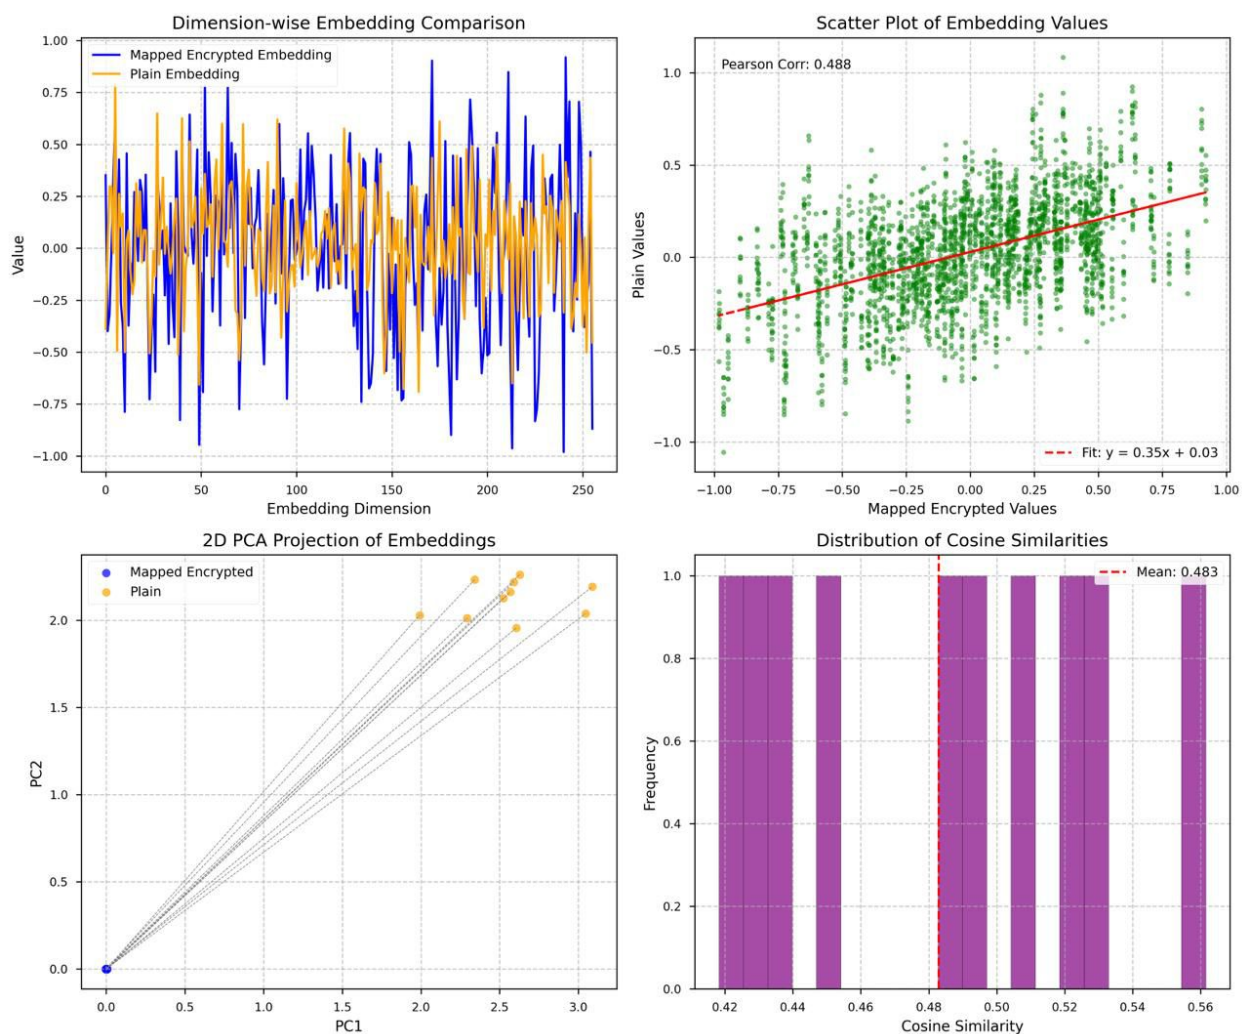 Dimension-wise Embedding Comparison
Mapped Encrypted Embedding
Plain Embedding
1.00
0.75
0.50
0.25
0.00
−0.25
−0.50
−0.75
−1.00
Value
0 50 100 150 200 250
Embedding Dimension
Scatter Plot of Embedding Values
Pearson Corr: 0.488
1.0
0.5
0.0
−0.5
−1.0
Plain Values
Fit: y = 0.35x + 0.03
−1.00 −0.75 −0.50 −0.25 0.00 0.25 0.50 0.75 1.00
Mapped Encrypted Values
2D PCA Projection of Embeddings
Mapped Encrypted
Plain
2.0
1.5
1.0
0.5
0.0
PC2
0.0 0.5 1.0 1.5 2.0 2.5 3.0
PC1
Distribution of Cosine Similarities
Mean: 0.483
1.0
0.8
0.6
0.4
0.2
0.0
Frequency
0.42 0.44 0.46 0.48 0.50 0.52 0.54 0.56
Cosine Similarity